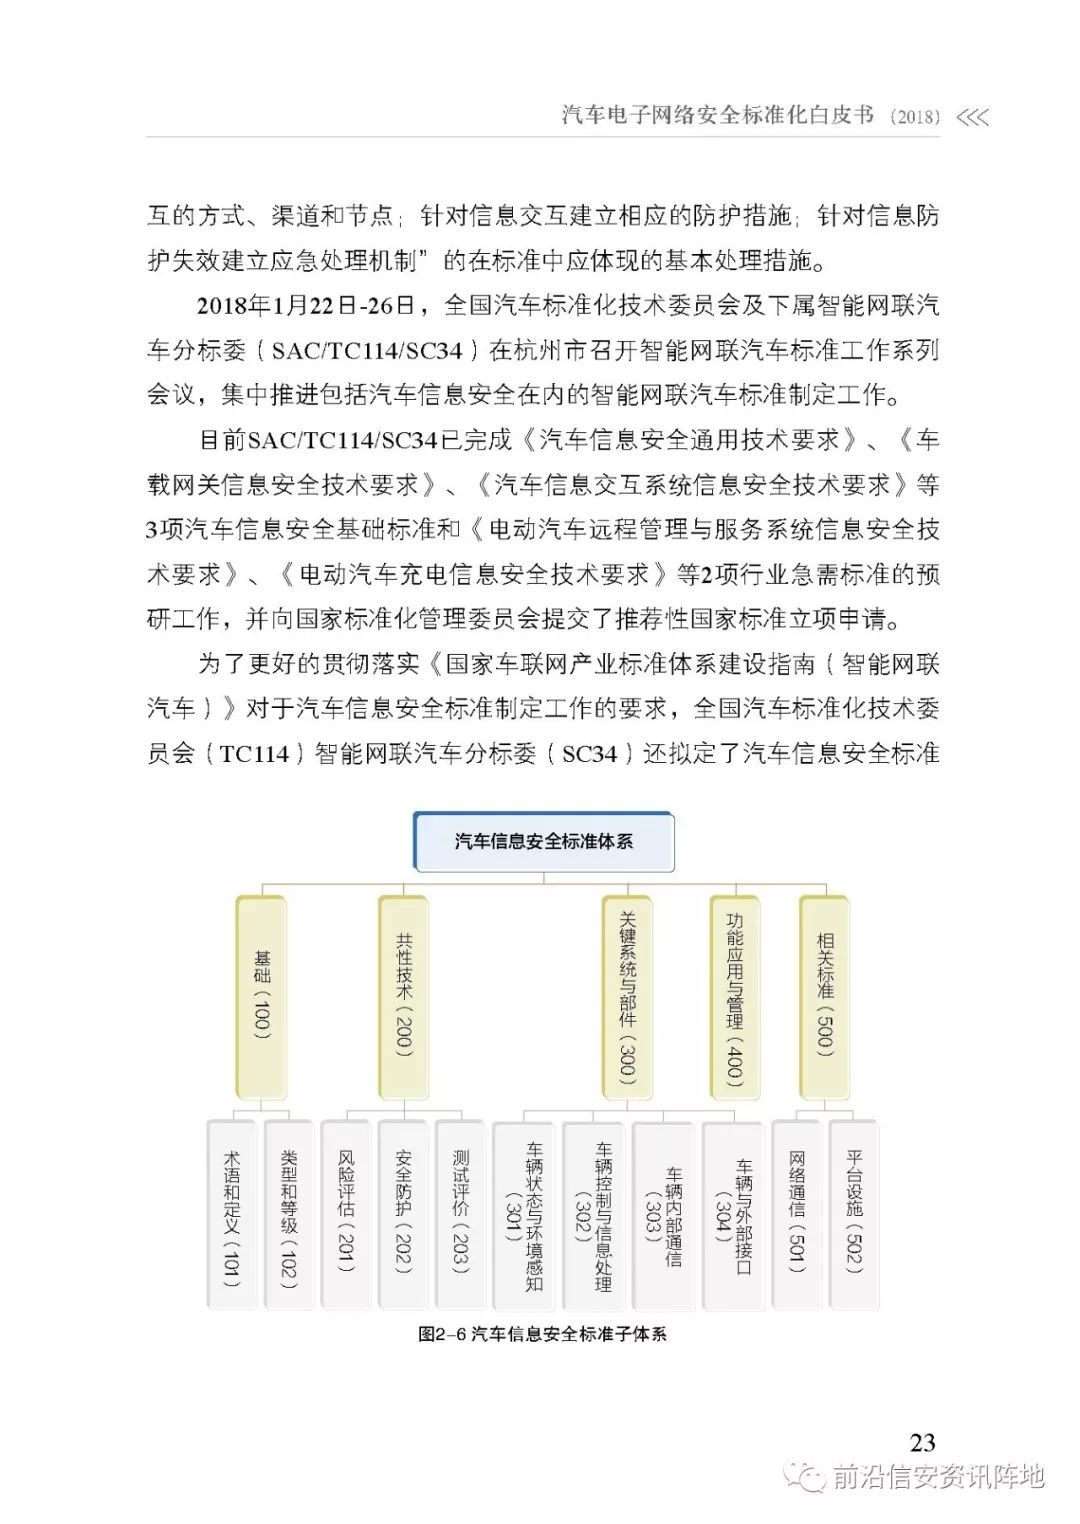 汽车电子网络安全标准化白皮书 (2018)
互的方式、渠道和节点；针对信息交互建立相应的防护措施；针对信息防
护失效建立应急处理机制”的在标准中应体现的基本处理措施。
2018年1月22日-26日，全国汽车标准化技术委员会及下属智能网联汽
车分标委（SAC/TC114/SC34）在杭州市召开智能网联汽车标准工作系列
会议，集中推进包括汽车信息安全在内的智能网联汽车标准制定工作。
目前SAC/TC114/SC34已完成《汽车信息安全通用技术要求》、《车
载网关信息安全技术要求》、《汽车信息交互系统信息安全技术要求》等
3项汽车信息安全基础标准和《电动汽车远程管理与服务系统信息安全技
术要求》、《电动汽车充电信息安全技术要求》等2项行业急需标准的预
研工作，并向国家标准化管理委员会提交了推荐性国家标准立项申请。
为了更好的贯彻落实《国家车联网产业标准体系建设指南（智能网联
汽车）》对于汽车信息安全标准制定工作的要求，全国汽车标准化技术委
员会（TC114）智能网联汽车分标委（SC34）还拟定了汽车信息安全标准
汽车信息安全标准体系
基础（100）
共性技术（200）
关键系统与部件（300）
功能应用与管理（400）
相关标准（500）
术语和定义（101）
类型和等级（102）
风险评估（201）
安全防护（202）
测试评价（203）
车辆状态与环境感知
（301）
车辆控制与信息处理
（302）
车辆内部通信
（303）
车辆与外部接口
（304）
网络通信（501）
平台设施（502）
图2-6 汽车信息安全标准子体系
23
前沿信安资讯阵地